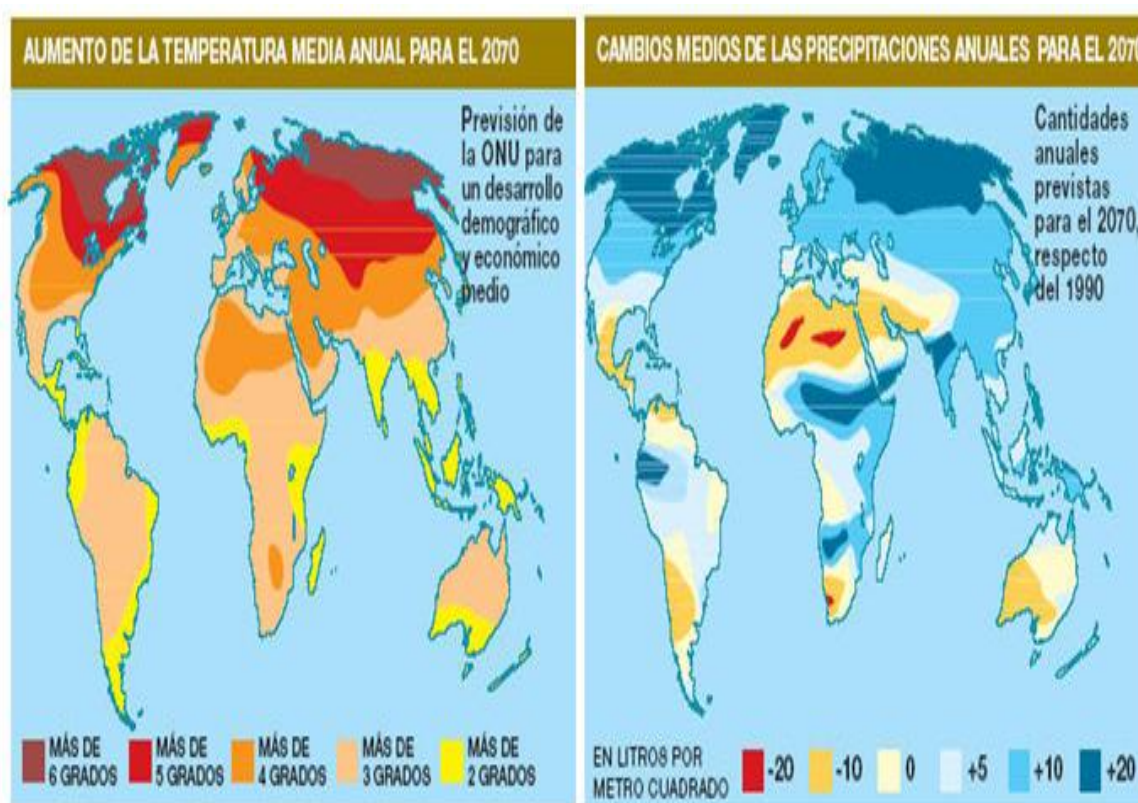 AUMENTO DE LA TEMPERATURA MEDIA ANUAL PARA EL 2070
Previsión de
la ONU para
un desarrollo
demográfico
y económico
medio
MÁS DE
6 GRADOS
MÁS DE
5 GRADOS
MÁS DE
4 GRADOS
MÁS DE
3 GRADOS
MÁS DE
2 GRADOS
CAMBIOS MEDIOS DE LAS PRECIPITACIONES ANUALES PARA EL 2070
Cantidades
anuales
previstas
para el 2070,
respecto
del 1990
EN LITROS POR
METRO CUADRADO
-20
-10
0
+5
+10
+20